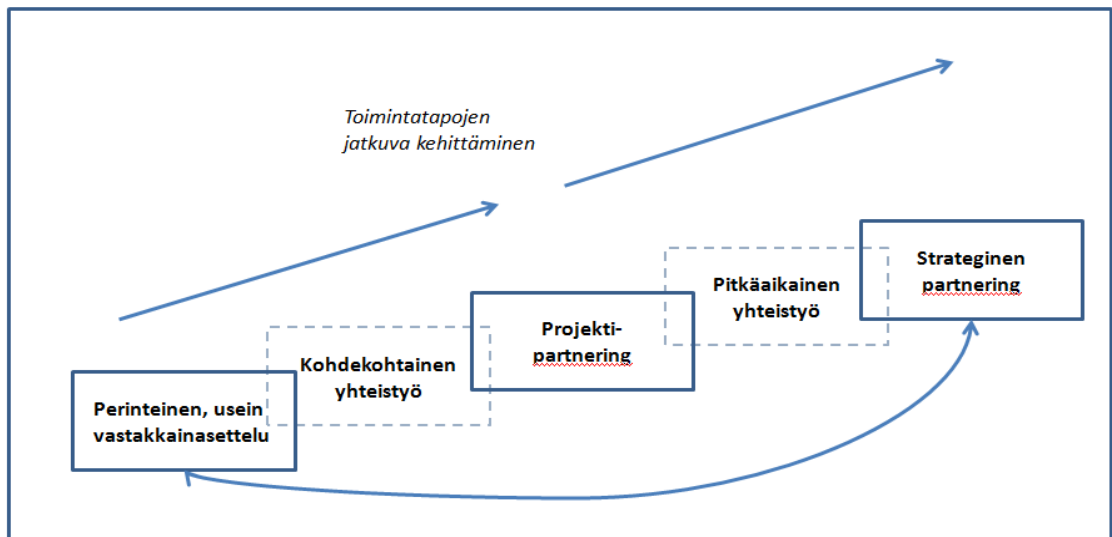 Toimintatapojen
jatkuva kehittäminen
Strateginen
partnering
Pitkäaikainen
yhteistyö
Projekti-
partnering
Kohdekohtainen
yhteistyö
Perinteinen, usein
vastakkainasettelu